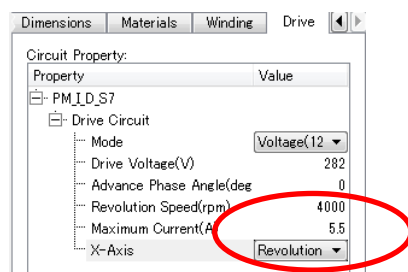 Dimensions Materials Winding Drive
Circuit Property:
Property Value
PM_I_D_S7
Drive Circuit
Mode Voltage(12
Drive Voltage(V) 282
Advance Phase Angle(deg 0
Revolution Speed(rpm) 4000
Maximum Current(A) 5.5
X-Axis Revolution